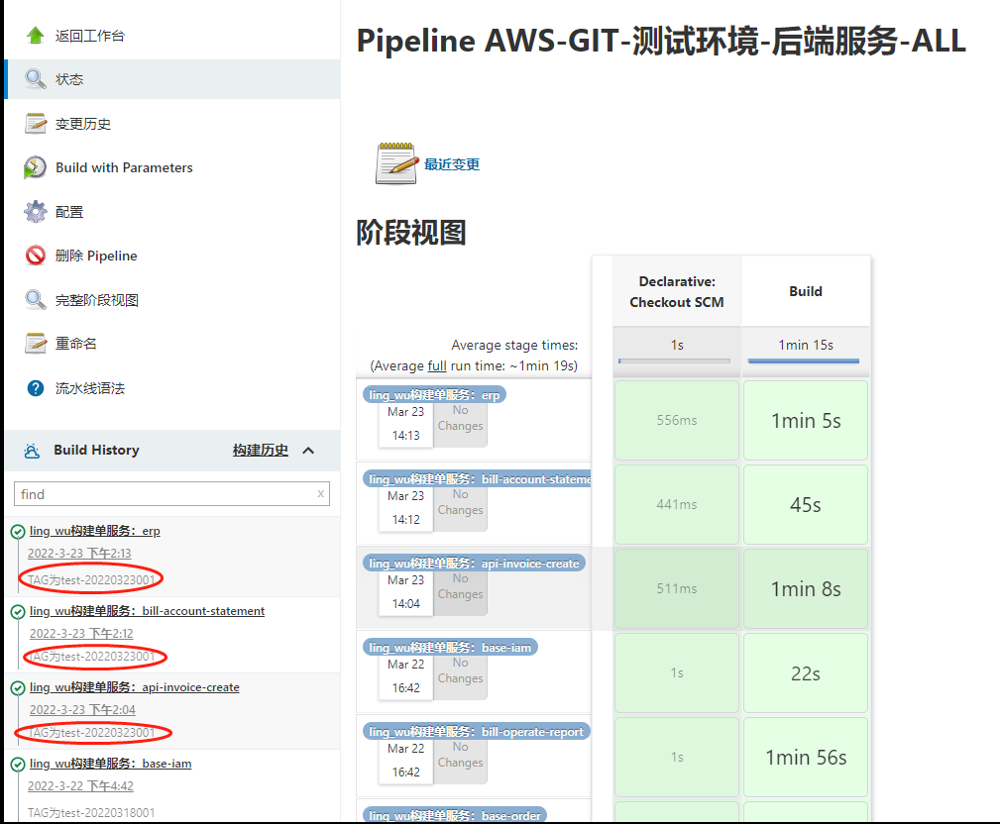 返回工作台
状态
变更历史
Build with Parameters
配置
删除 Pipeline
完整阶段视图
重命名
流水线语法
Build History 构建历史
find x
ling_wu构建单服务：erp
2022-3-23 下午2:13
TAG为test-20220323001
ling_wu构建单服务：bill-account-statement
2022-3-23 下午2:12
TAG为test-20220323001
ling_wu构建单服务：api-invoice-create
2022-3-23 下午2:04
TAG为test-20220323001
ling_wu构建单服务：base-iam
2022-3-22 下午4:42
TAG为test-20220318001
Pipeline AWS-GIT-测试环境-后端服务-ALL
最近变更
阶段视图
Declarative:
Checkout SCM
Build
Average stage times:
(Average full run time: ~1min 19s)
1s
1min 15s
ling_wu构建单服务：erp
Mar 23
14:13
No
Changes
556ms
1min 5s
ling_wu构建单服务：bill-account-stateme
Mar 23
14:12
No
Changes
441ms
45s
ling_wu构建单服务：api-invoice-create
Mar 23
14:04
No
Changes
511ms
1min 8s
ling_wu构建单服务：base-iam
Mar 22
16:42
No
Changes
1s
22s
ling_wu构建单服务：bill-operate-report
Mar 22
16:42
No
Changes
1s
1min 56s
ling_wu构建单服务：base-order